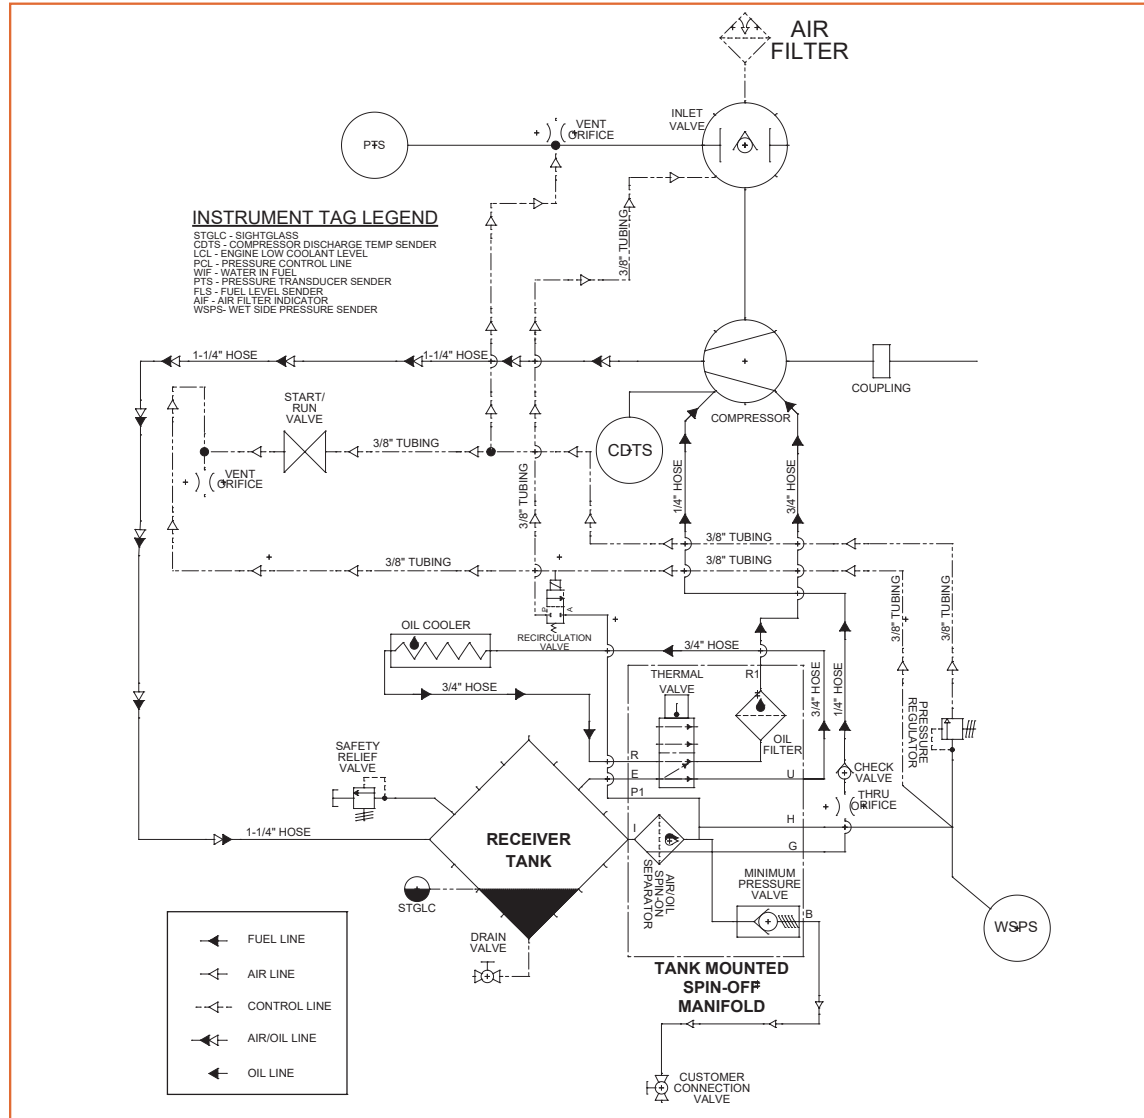 AIR
FILTER
INLET
VALVE
VENT
ORIFICE
PTS
INSTRUMENT TAG LEGEND
STGLC - SIGHTGLASS
CDTS - COMPRESSOR DISCHARGE TEMP SENDER
LCL - ENGINE LOW COOLANT LEVEL
PCL - PRESSURE CONTROL LINE
WIF - WATER IN FUEL
PTS - PRESSURE TRANSDUCER SENDER
FLS - FUEL LEVEL SENDER
AIF - AIR FILTER INDICATOR
WSPS- WET SIDE PRESSURE SENDER
3/8" TUBING
1-1/4" HOSE
1-1/4" HOSE
COUPLING
COMPRESSOR
START/
RUN
VALVE
3/8" TUBING
CDTS
VENT
ORIFICE
3/8" TUBING
1/4" HOSE
3/4" HOSE
3/8" TUBING
3/8" TUBING
3/8" TUBING
3/8" TUBING
3/8" TUBING
P
A
RECIRCULATION
VALVE
OIL COOLER
3/4" HOSE
3/4" HOSE
THERMAL
VALVE
R1
3/4" HOSE
1/4" HOSE
OIL
FILTER
PRESSURE
REGULATOR
SAFETY
RELIEF
VALVE
R
E
U
P1
CHECK
VALVE
THRU
ORIFICE
H
G
I
1-1/4" HOSE
RECEIVER
TANK
AIR/OIL
SPIN-ON
SEPARATOR
MINIMUM
PRESSURE
VALVE
B
STGLC
DRAIN
VALVE
WSPS
TANK MOUNTED
SPIN-OFF
MANIFOLD
FUEL LINE
AIR LINE
CONTROL LINE
AIR/OIL LINE
OIL LINE
CUSTOMER
CONNECTION
VALVE